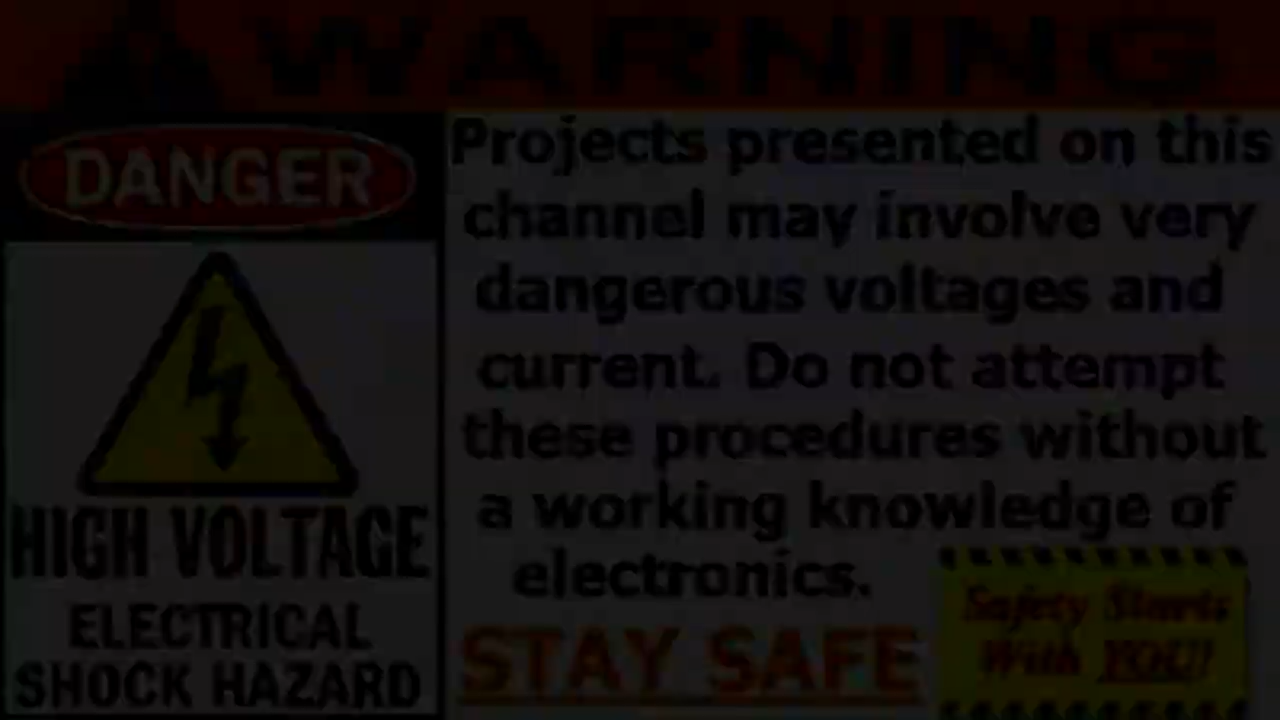 WARNING
DANGER
HIGH VOLTAGE
ELECTRICAL
SHOCK HAZARD
Projects presented on this
channel may involve very
dangerous voltages and
current. Do not attempt
these procedures without
a working knowledge of
electronics.
STAY SAFE
Safety Starts
With YOU!!